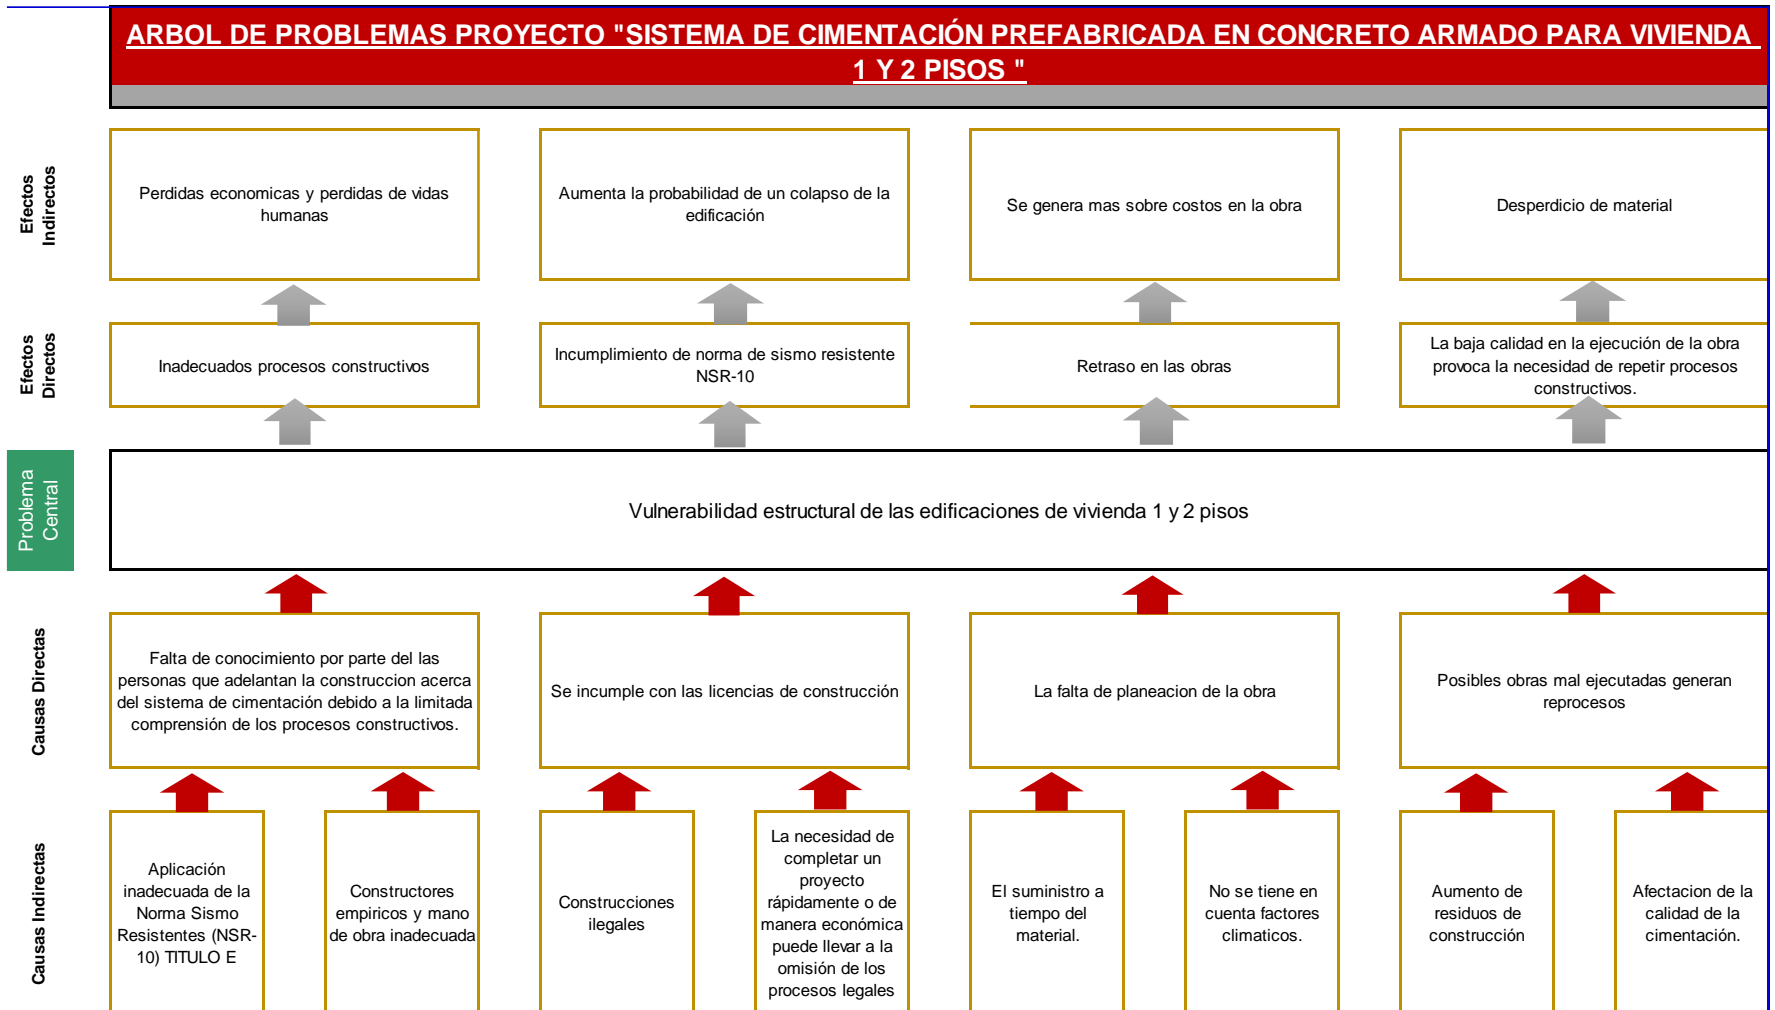 ARBOL DE PROBLEMAS PROYECTO "SISTEMA DE CIMENTACIÓN PREFABRICADA EN CONCRETO ARMADO PARA VIVIENDA
1 Y 2 PISOS "
Efectos
Indirectos
Perdidas economicas y perdidas de vidas
humanas
Aumenta la probabilidad de un colapso de la
edificación
Se genera mas sobre costos en la obra
Desperdicio de material
Efectos
Directos
Inadecuados procesos constructivos
Incumplimiento de norma de sismo resistente
NSR-10
Retraso en las obras
La baja calidad en la ejecución de la obra
provoca la necesidad de repetir procesos
constructivos.
Problema
Central
Vulnerabilidad estructural de las edificaciones de vivienda 1 y 2 pisos
Causas Directas
Falta de conocimiento por parte del las
personas que adelantan la construccion acerca
del sistema de cimentación debido a la limitada
comprensión de los procesos constructivos.
Se incumple con las licencias de construcción
La falta de planeacion de la obra
Posibles obras mal ejecutadas generan
reprocesos
Causas Indirectas
Aplicación
inadecuada de la
Norma Sismo
Resistentes (NSR-
10) TITULO E
Constructores
empiricos y mano
de obra inadecuada
Construcciones
ilegales
La necesidad de
completar un
proyecto
rápidamente o de
manera económica
puede llevar a la
omisión de los
procesos legales
El suministro a
tiempo del
material.
No se tiene en
cuenta factores
climaticos.
Aumento de
residuos de
construcción
Afectacion de la
calidad de la
cimentación.